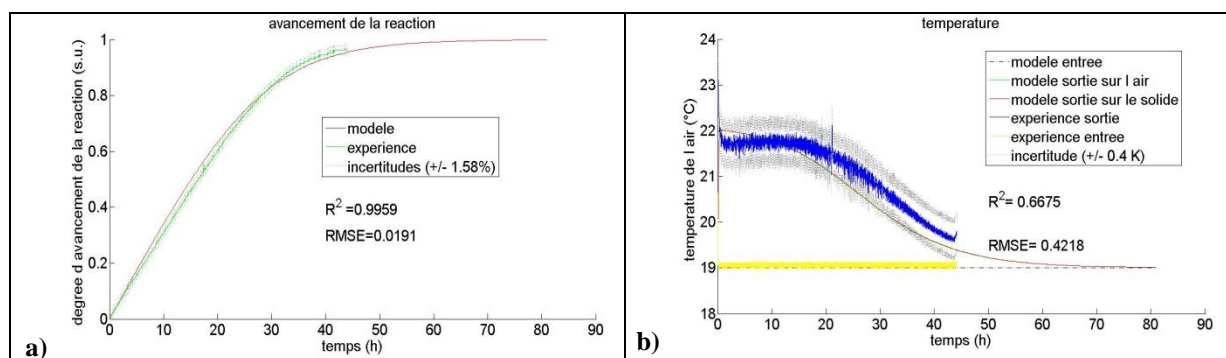 avancement de la reaction
degree d avancement de la reaction (s.u.)
1
0.8
0.6
0.4
0.2
0
modele
experience
incertitudes (+/- 1.58%)
R² =0.9959
RMSE=0.0191
0 10 20 30 40 50 60 70 80 90
temps (h)
a)
temperature
temperature de l air (°C)
24
23
22
21
20
19
18
modele entree
modele sortie sur l air
modele sortie sur le solide
experience sortie
experience entree
incertitude (+/- 0.4 K)
R²= 0.6675
RMSE= 0.4218
0 10 20 30 40 50 60 70 80 90
temps (h)
b)